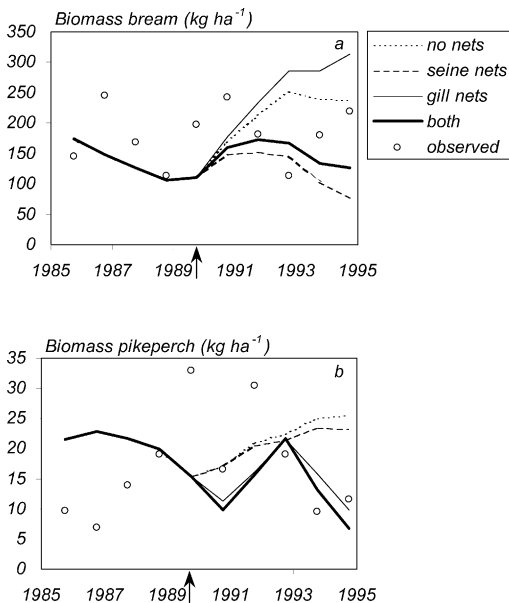 Biomass bream (kg ha-1)
350
300
250
200
150
100
50
0
a
1985 1987 1989 1991 1993 1995
no nets
seine nets
gill nets
both
observed
Biomass pikeperch (kg ha-1)
35
30
25
20
15
10
5
0
b
1985 1987 1989 1991 1993 1995